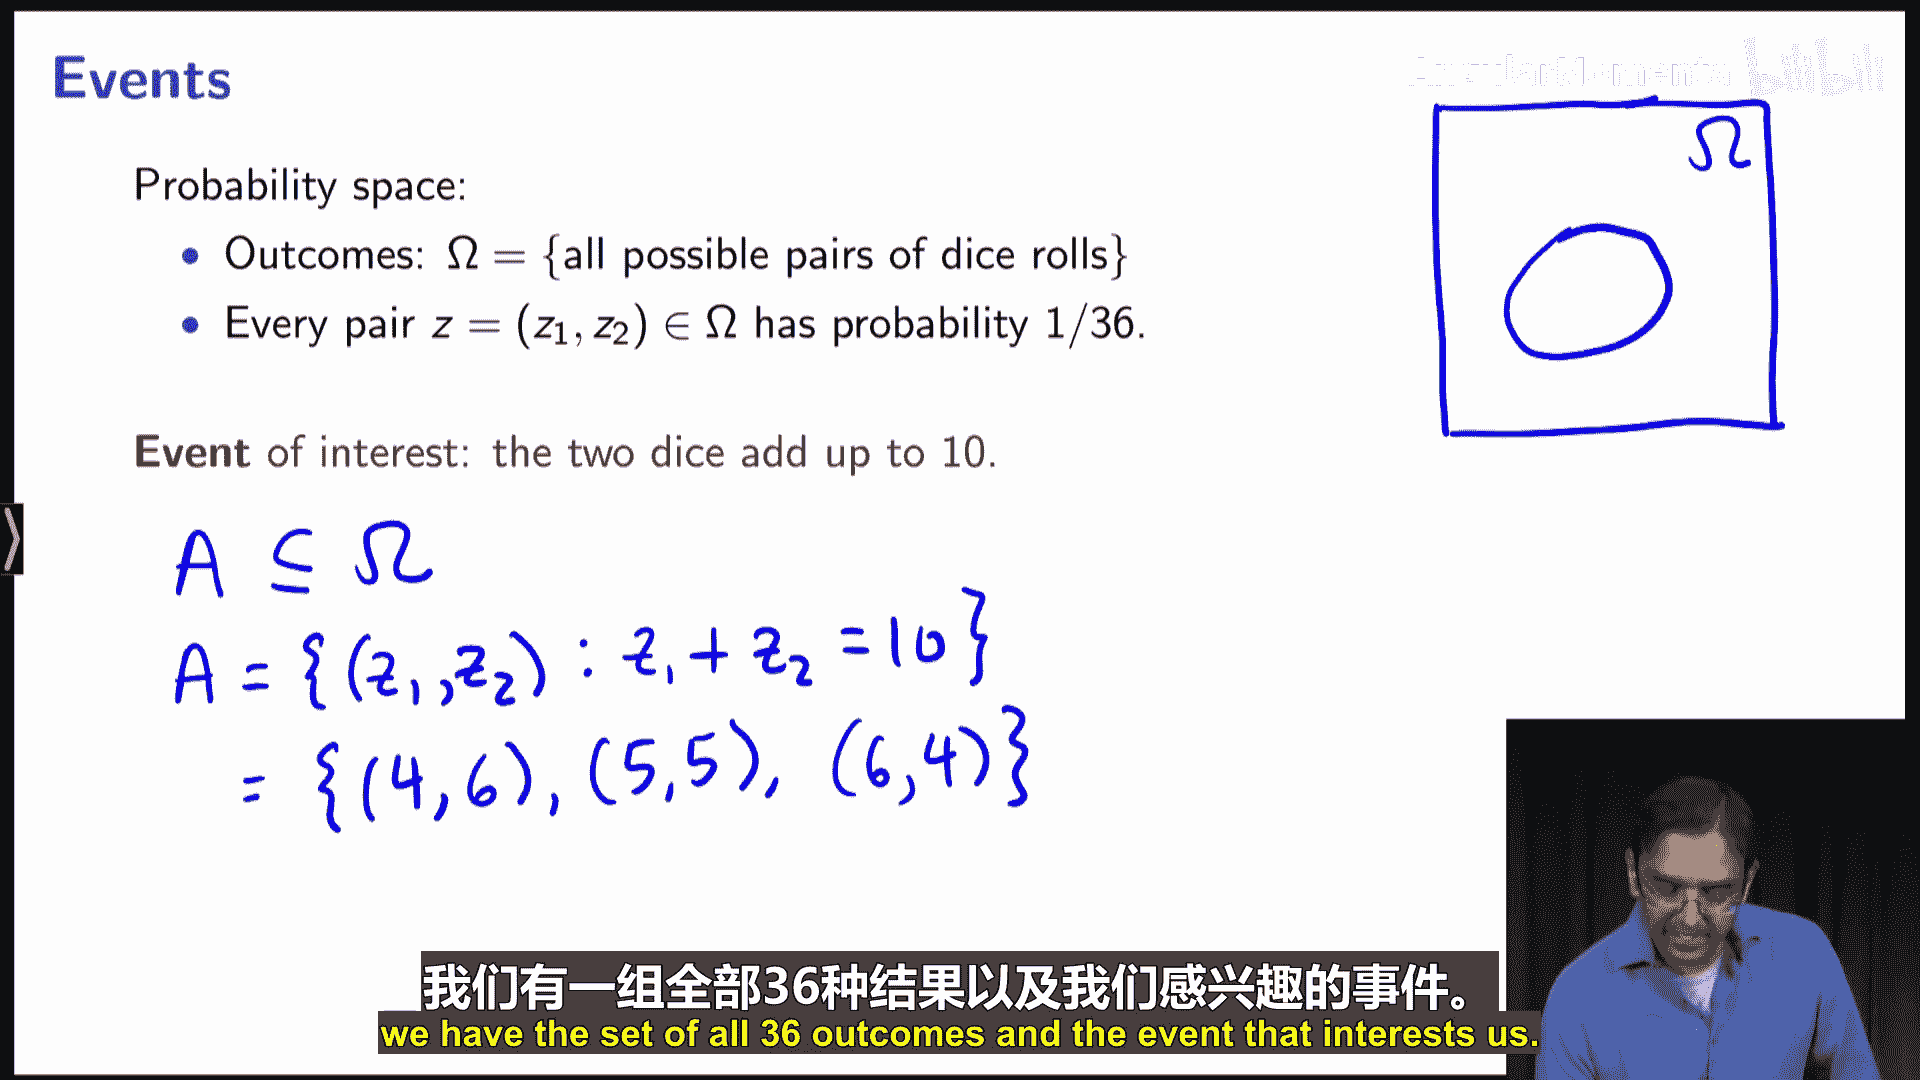 Events
bilibili
Ω
Probability space:
• Outcomes: Ω = {all possible pairs of dice rolls}
• Every pair z = (z₁, z₂) ∈ Ω has probability 1/36.
Event of interest: the two dice add up to 10.
A ⊆ Ω
A = {(z₁,z₂) : z₁ + z₂ = 10}
= {(4,6), (5,5), (6,4)}
我们有一组全部36种结果以及我们感兴趣的事件。
we have the set of all 36 outcomes and the event that interests us.